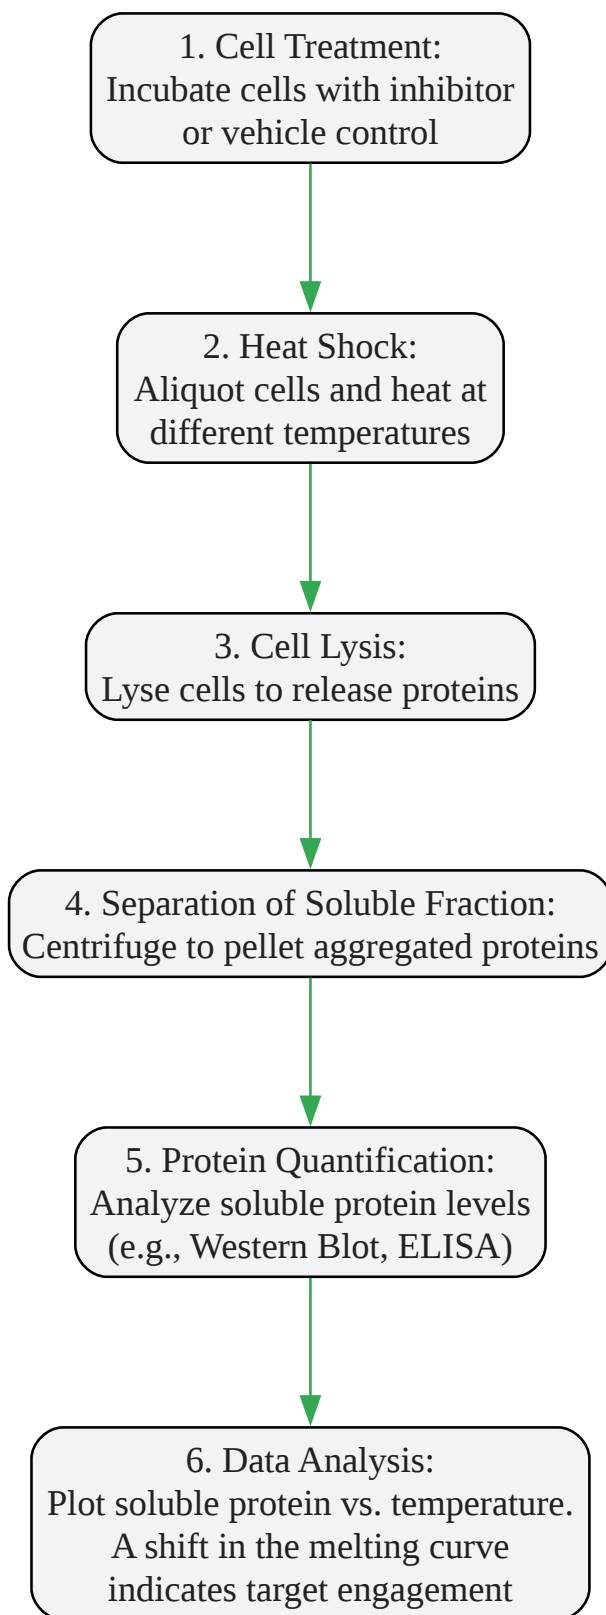 1. Cell Treatment:
Incubate cells with inhibitor
or vehicle control
2. Heat Shock:
Aliquot cells and heat at
different temperatures
3. Cell Lysis:
Lyse cells to release proteins
4. Separation of Soluble Fraction:
Centrifuge to pellet aggregated proteins
5. Protein Quantification:
Analyze soluble protein levels
(e.g., Western Blot, ELISA)
6. Data Analysis:
Plot soluble protein vs. temperature.
A shift in the melting curve
indicates target engagement